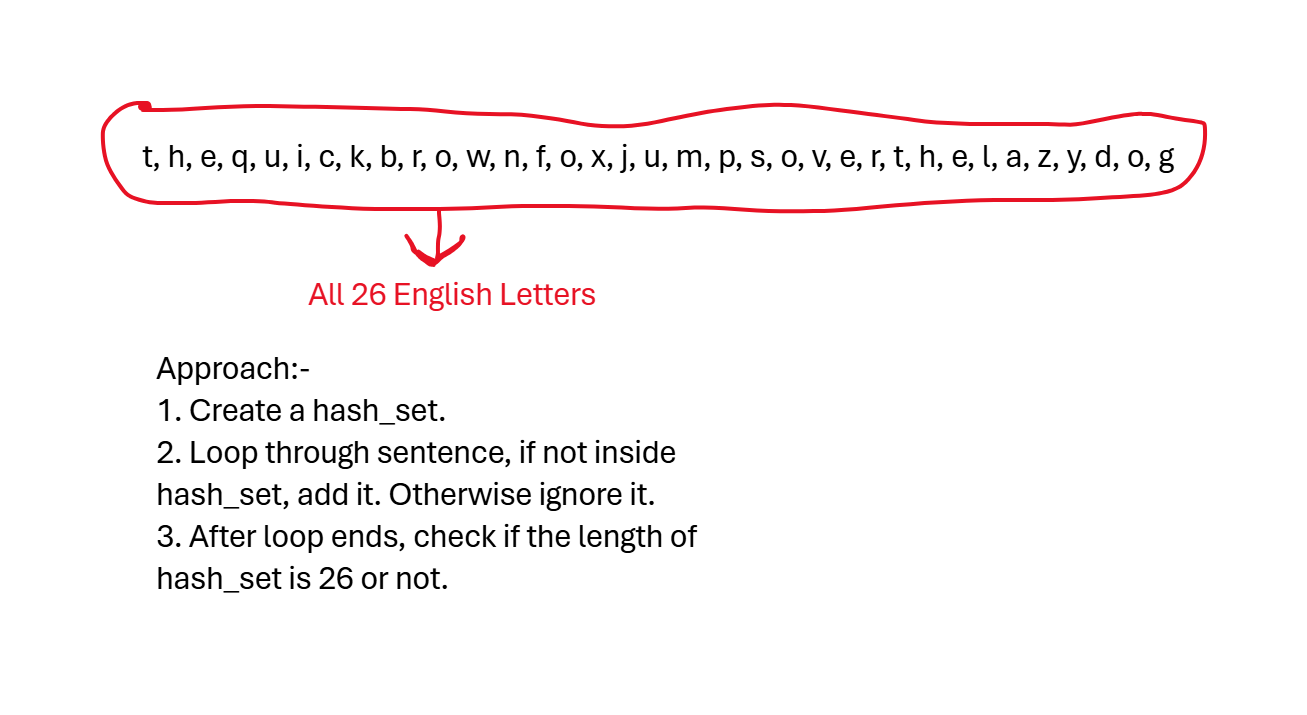 t, h, e, q, u, i, c, k, b, r, o, w, n, f, o, x, j, u, m, p, s, o, v, e, r, t, h, e, l, a, z, y, d, o, g
All 26 English Letters
Approach:-
1. Create a hash_set.
2. Loop through sentence, if not inside
hash_set, add it. Otherwise ignore it.
3. After loop ends, check if the length of
hash_set is 26 or not.